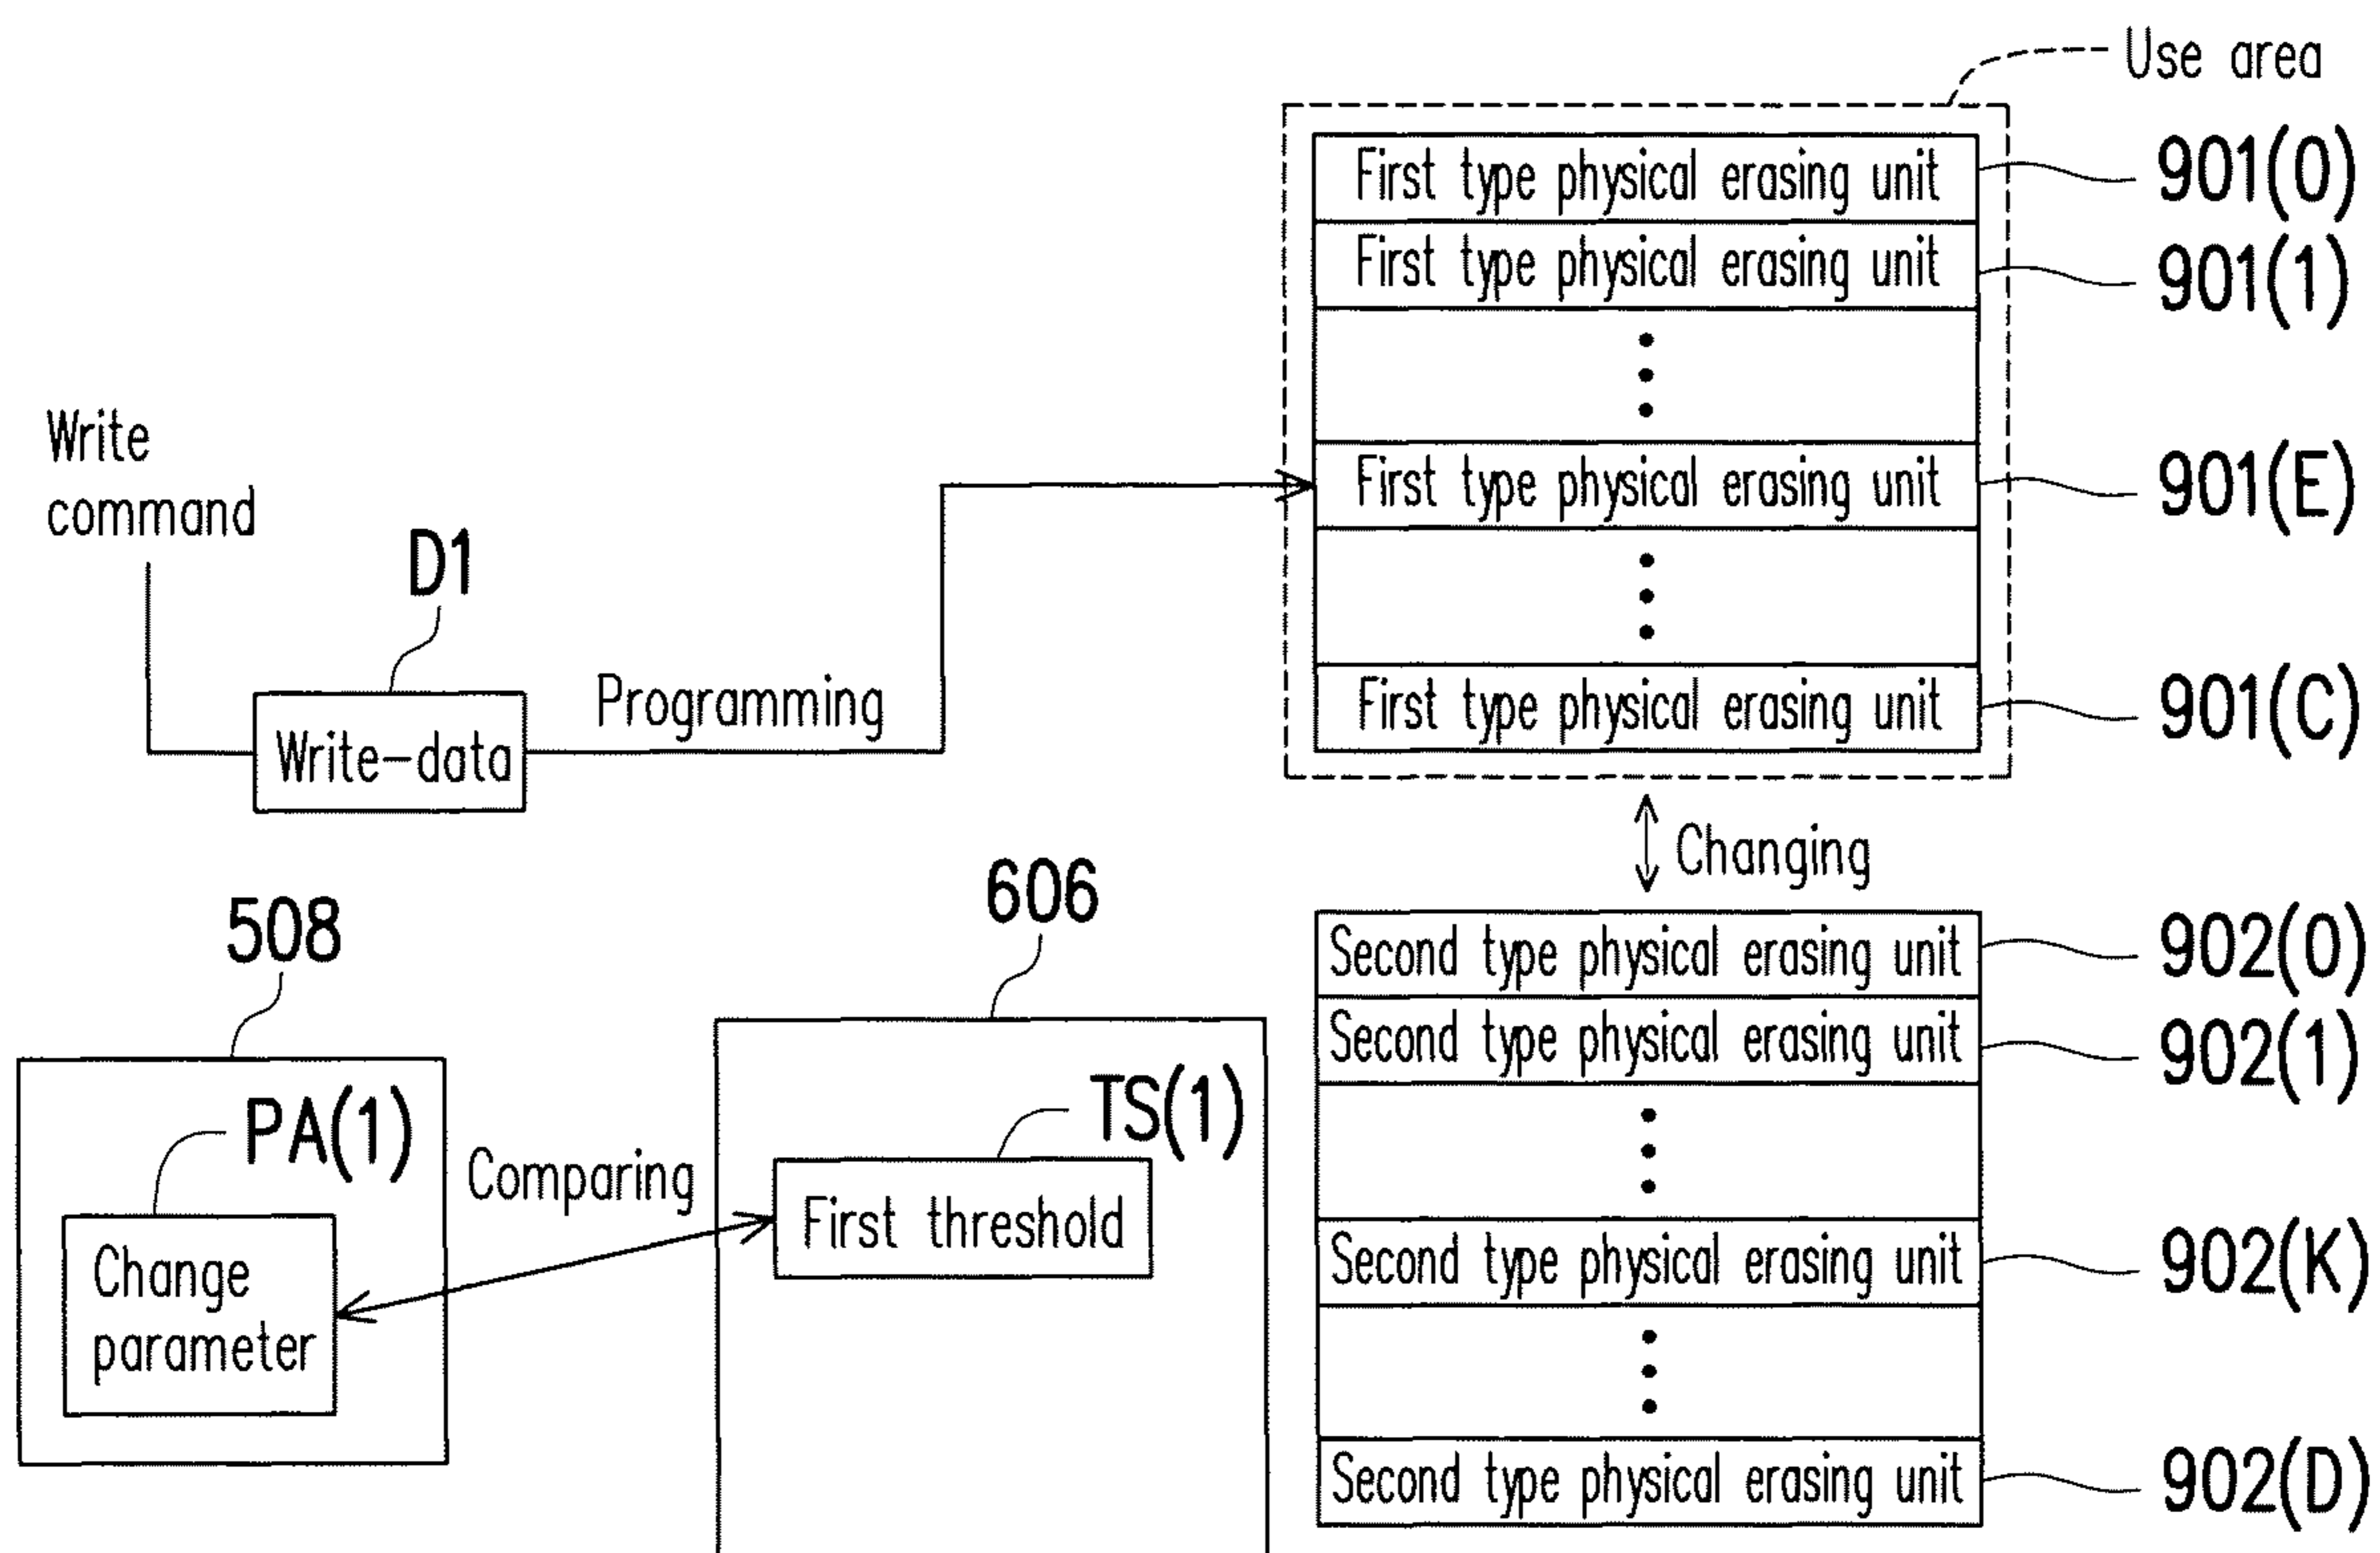 Use area
First type physical erasing unit
901(0)
First type physical erasing unit
901(1)
First type physical erasing unit
901(E)
First type physical erasing unit
901(C)
Write
command
D1
Write-data
Programming
Changing
Second type physical erasing unit
902(0)
Second type physical erasing unit
902(1)
Second type physical erasing unit
902(K)
Second type physical erasing unit
902(D)
508
PA(1)
Change
parameter
Comparing
606
TS(1)
First threshold